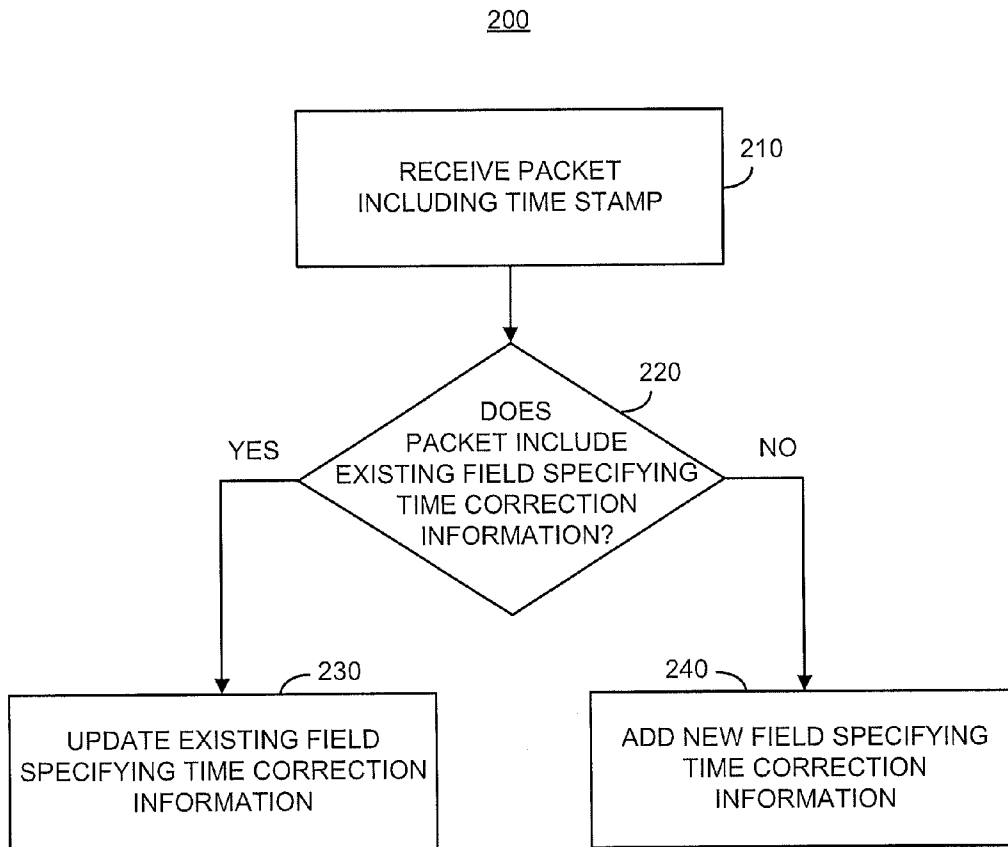 200
RECEIVE PACKET
INCLUDING TIME STAMP
210
DOES
PACKET INCLUDE
EXISTING FIELD SPECIFYING
TIME CORRECTION
INFORMATION?
220
YES
NO
230
UPDATE EXISTING FIELD
SPECIFYING TIME CORRECTION
INFORMATION
240
ADD NEW FIELD SPECIFYING
TIME CORRECTION
INFORMATION